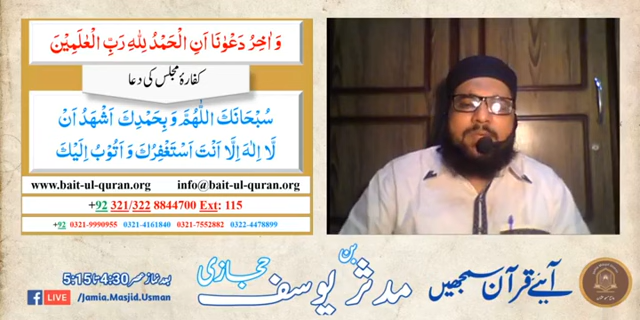 وَاٰخِرُ دَعْوٰنَا اَنِ الْحَمْدُ لِلّٰهِ رَبِّ الْعٰلَمِيْنَ
کفارۂ مجلس کی دعا
سُبْحَانَكَ اللّٰهُمَّ وَ بِحَمْدِكَ اَشْهَدُ اَنْ
لَّا اِلٰهَ اِلَّا اَنْتَ اَسْتَغْفِرُكَ وَ اَتُوْبُ اِلَيْكَ
www.bait-ul-quran.org info@bait-ul-quran.org
+92 321/322 8844700 Ext: 115
+92 0321-9990955 0321-4161840 0321-7552882 0322-4478899
آیئے قرآن سمجھیں
مدثر بن یوسف حجازی
بعد نماز عصر 4:30 تا 5:15
f LIVE /Jamia.Masjid.Usman